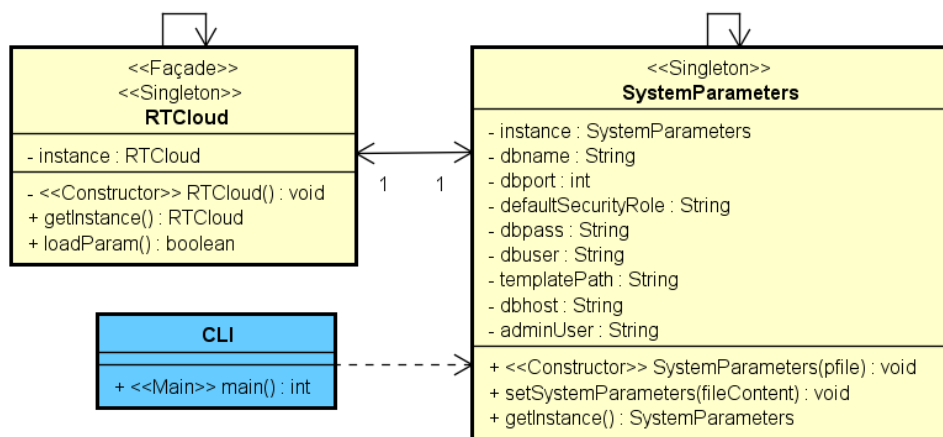 <<Façade>>
<<Singleton>>
RTCloud
- instance : RTCloud
- <<Constructor>> RTCloud() : void
+ getInstance() : RTCloud
+ loadParam() : boolean
1
1
<<Singleton>>
SystemParameters
- instance : SystemParameters
- dbname : String
- dbport : int
- defaultSecurityRole : String
- dbpass : String
- dbuser : String
- templatePath : String
- dbhost : String
- adminUser : String
+ <<Constructor>> SystemParameters(pfile) : void
+ setSystemParameters(fileContent) : void
+ getInstance() : SystemParameters
CLI
+ <<Main>> main() : int